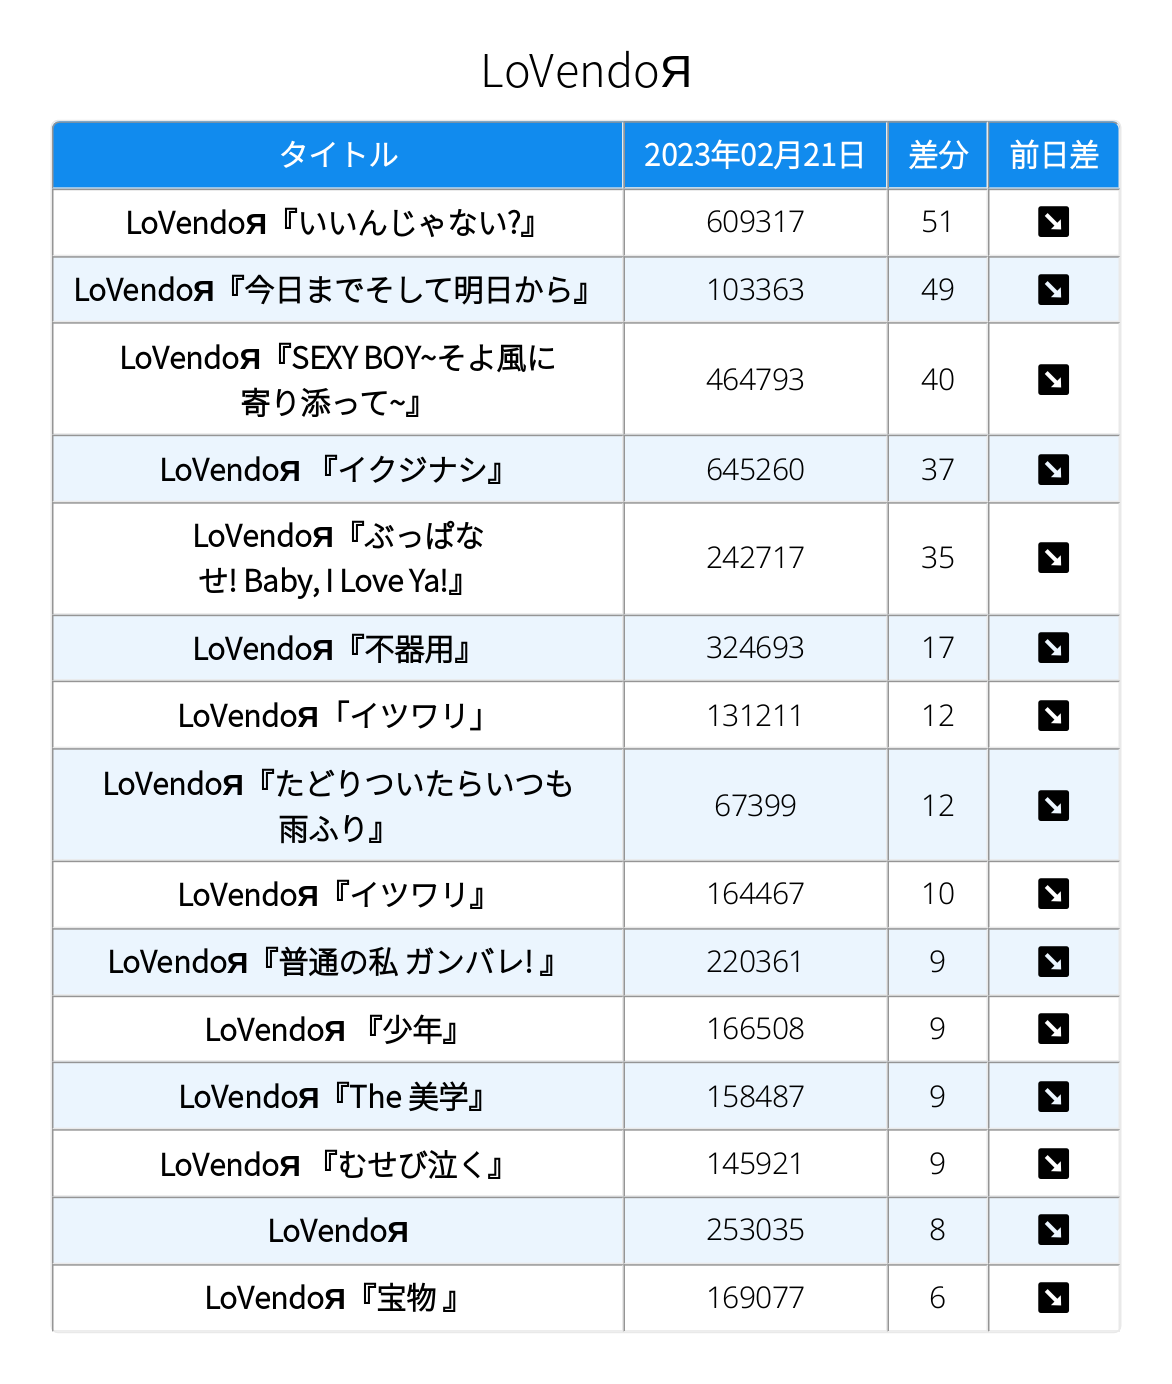 LoVendoЯ
タイトル 2023年02月21日 差分 前日差
LoVendoЯ『いいんじゃない?』 609317 51 ↘
LoVendoЯ『今日までそして明日から』 103363 49 ↘
LoVendoЯ『SEXY BOY~そよ風に
寄り添って~』 464793 40 ↘
LoVendoЯ 『イクジナシ』 645260 37 ↘
LoVendoЯ『ぶっぱな
せ! Baby, I Love Ya!』 242717 35 ↘
LoVendoЯ『不器用』 324693 17 ↘
LoVendoЯ「イツワリ」 131211 12 ↘
LoVendoЯ『たどりついたらいつも
雨ふり』 67399 12 ↘
LoVendoЯ『イツワリ』 164467 10 ↘
LoVendoЯ『普通の私 ガンバレ! 』 220361 9 ↘
LoVendoЯ 『少年』 166508 9 ↘
LoVendoЯ『The 美学』 158487 9 ↘
LoVendoЯ 『むせび泣く』 145921 9 ↘
LoVendoЯ 253035 8 ↘
LoVendoЯ『宝物 』 169077 6 ↘